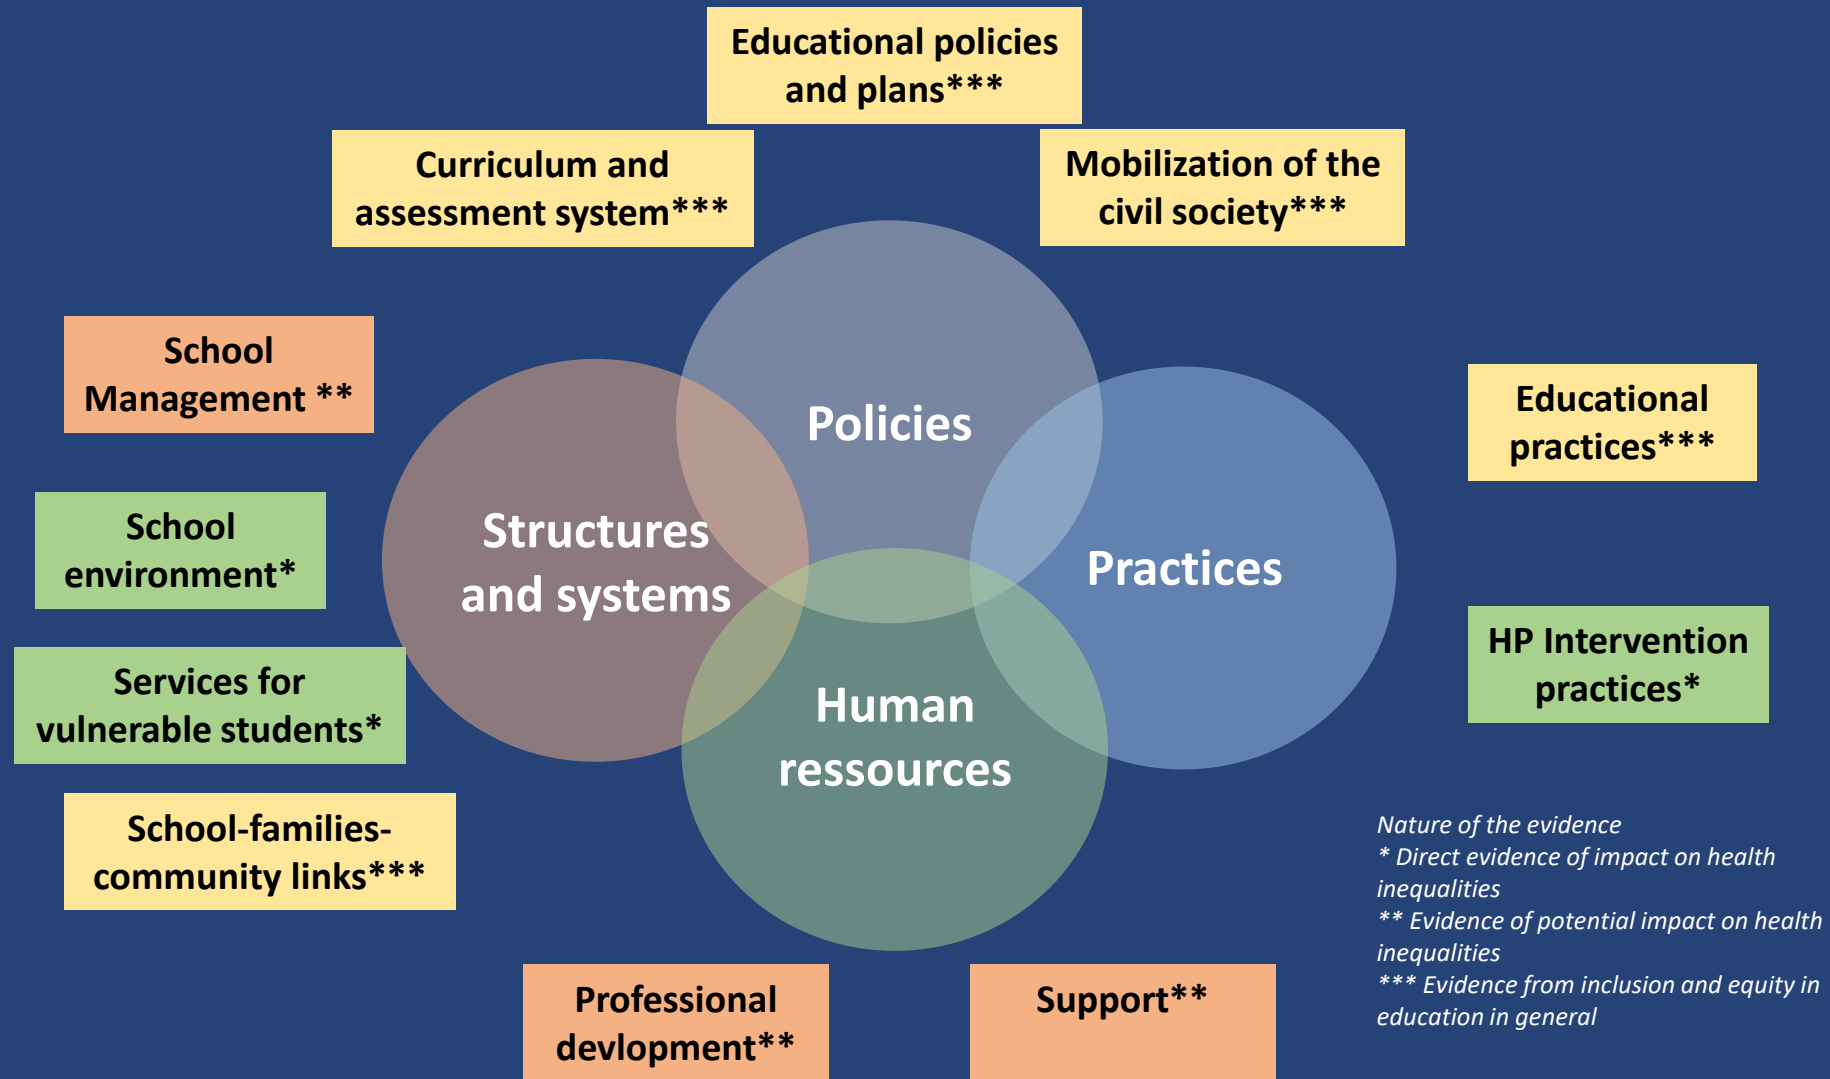 Educational policies
and plans***
Curriculum and
assessment system***
Mobilization of the
civil society***
School
Management **
Policies
Educational
practices***
Structures
and systems
School
environment*
Practices
HP Intervention
practices*
Services for
vulnerable students*
Human
ressources
School-families-
community links***
Nature of the evidence
* Direct evidence of impact on health
inequalities
** Evidence of potential impact on health
inequalities
*** Evidence from inclusion and equity in
education in general
Professional
devlopment**
Support**